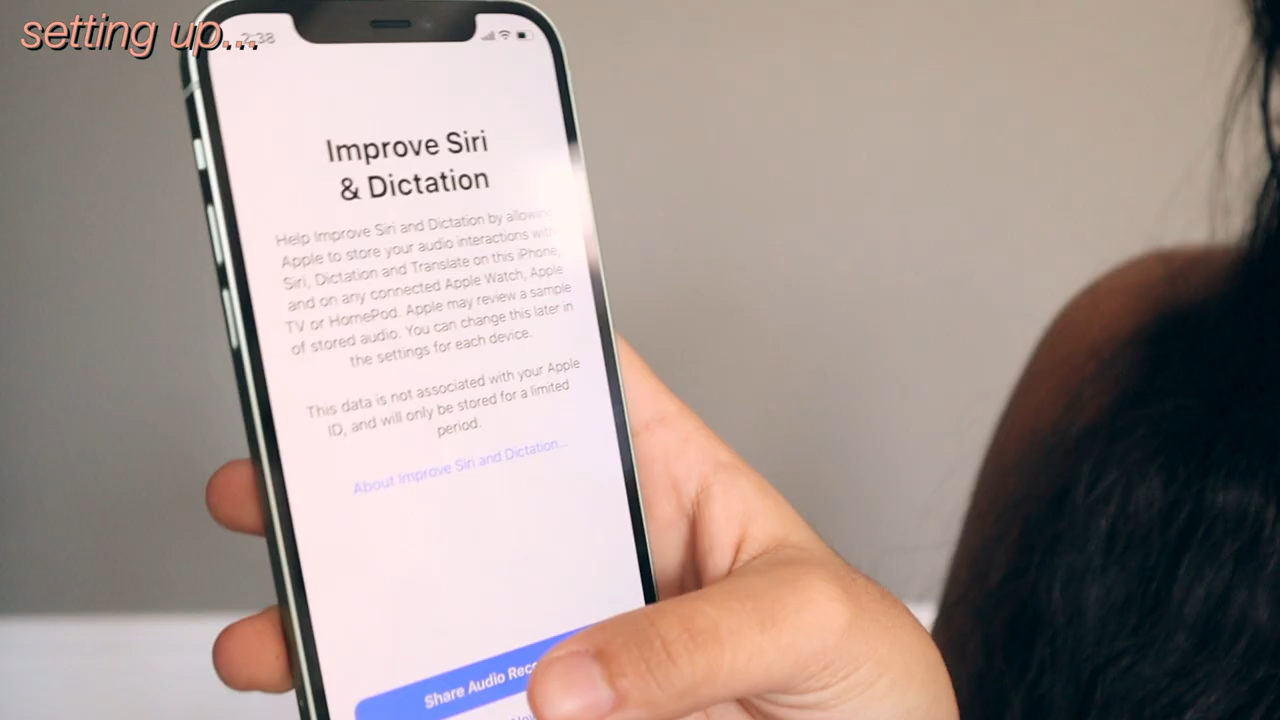 setting up...
2:38
Improve Siri
& Dictation
Help Improve Siri and Dictation by allowing
Apple to store your audio interactions with
Siri, Dictation and Translate on this iPhone,
and on any connected Apple Watch, Apple
TV or HomePod. Apple may review a sample
of stored audio. You can change this later in
the settings for each device.
This data is not associated with your Apple
ID, and will only be stored for a limited
period.
About Improve Siri and Dictation...
Share Audio